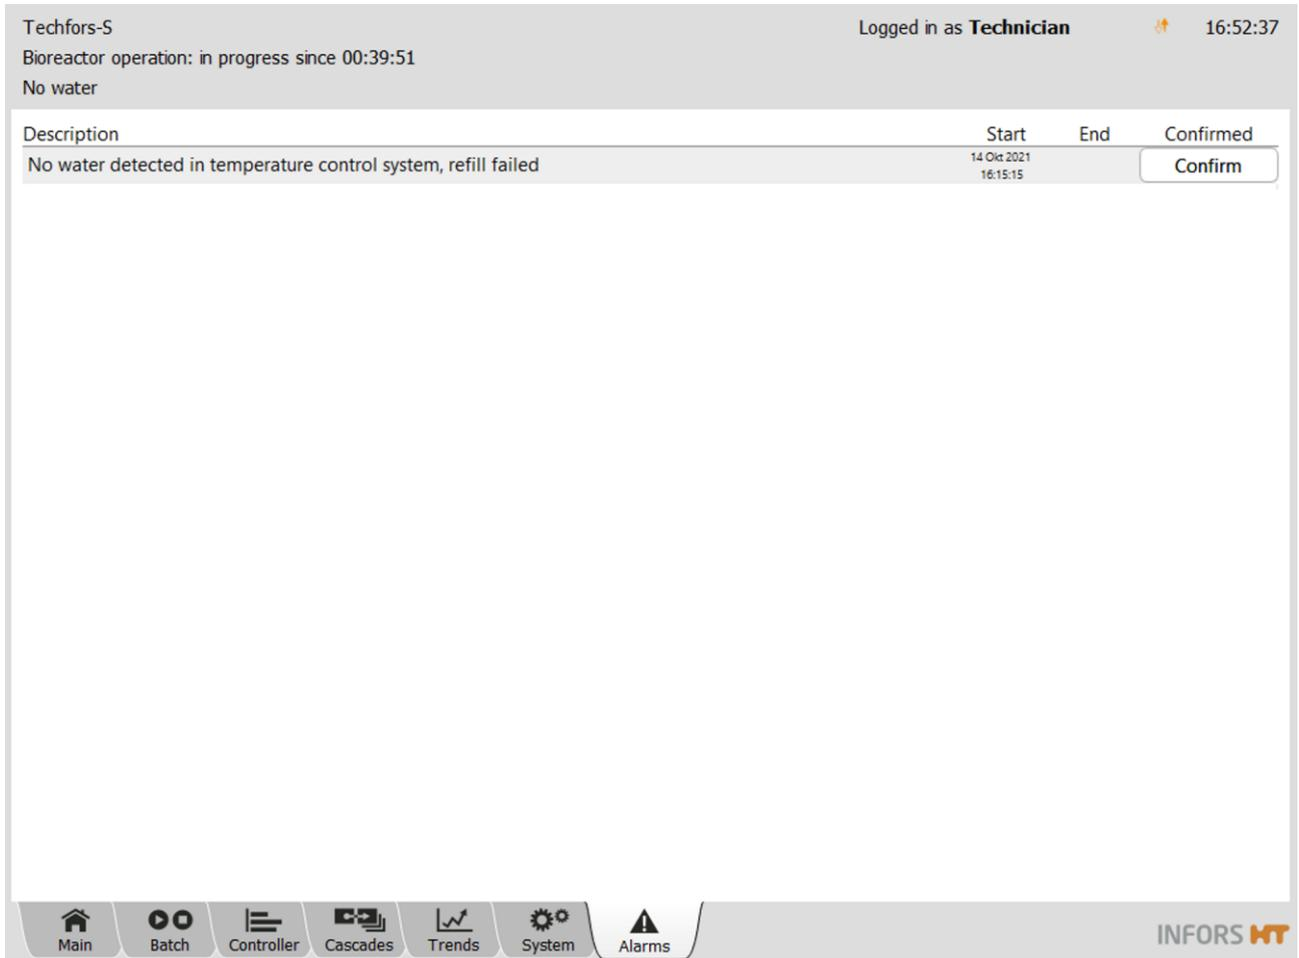 Techfors-S
Logged in as Technician
16:52:37
Bioreactor operation: in progress since 00:39:51
No water
Description Start End Confirmed
No water detected in temperature control system, refill failed
14 Okt 2021
16:15:15
Confirm
Main Batch Controller Cascades Trends System Alarms
INFORS HT